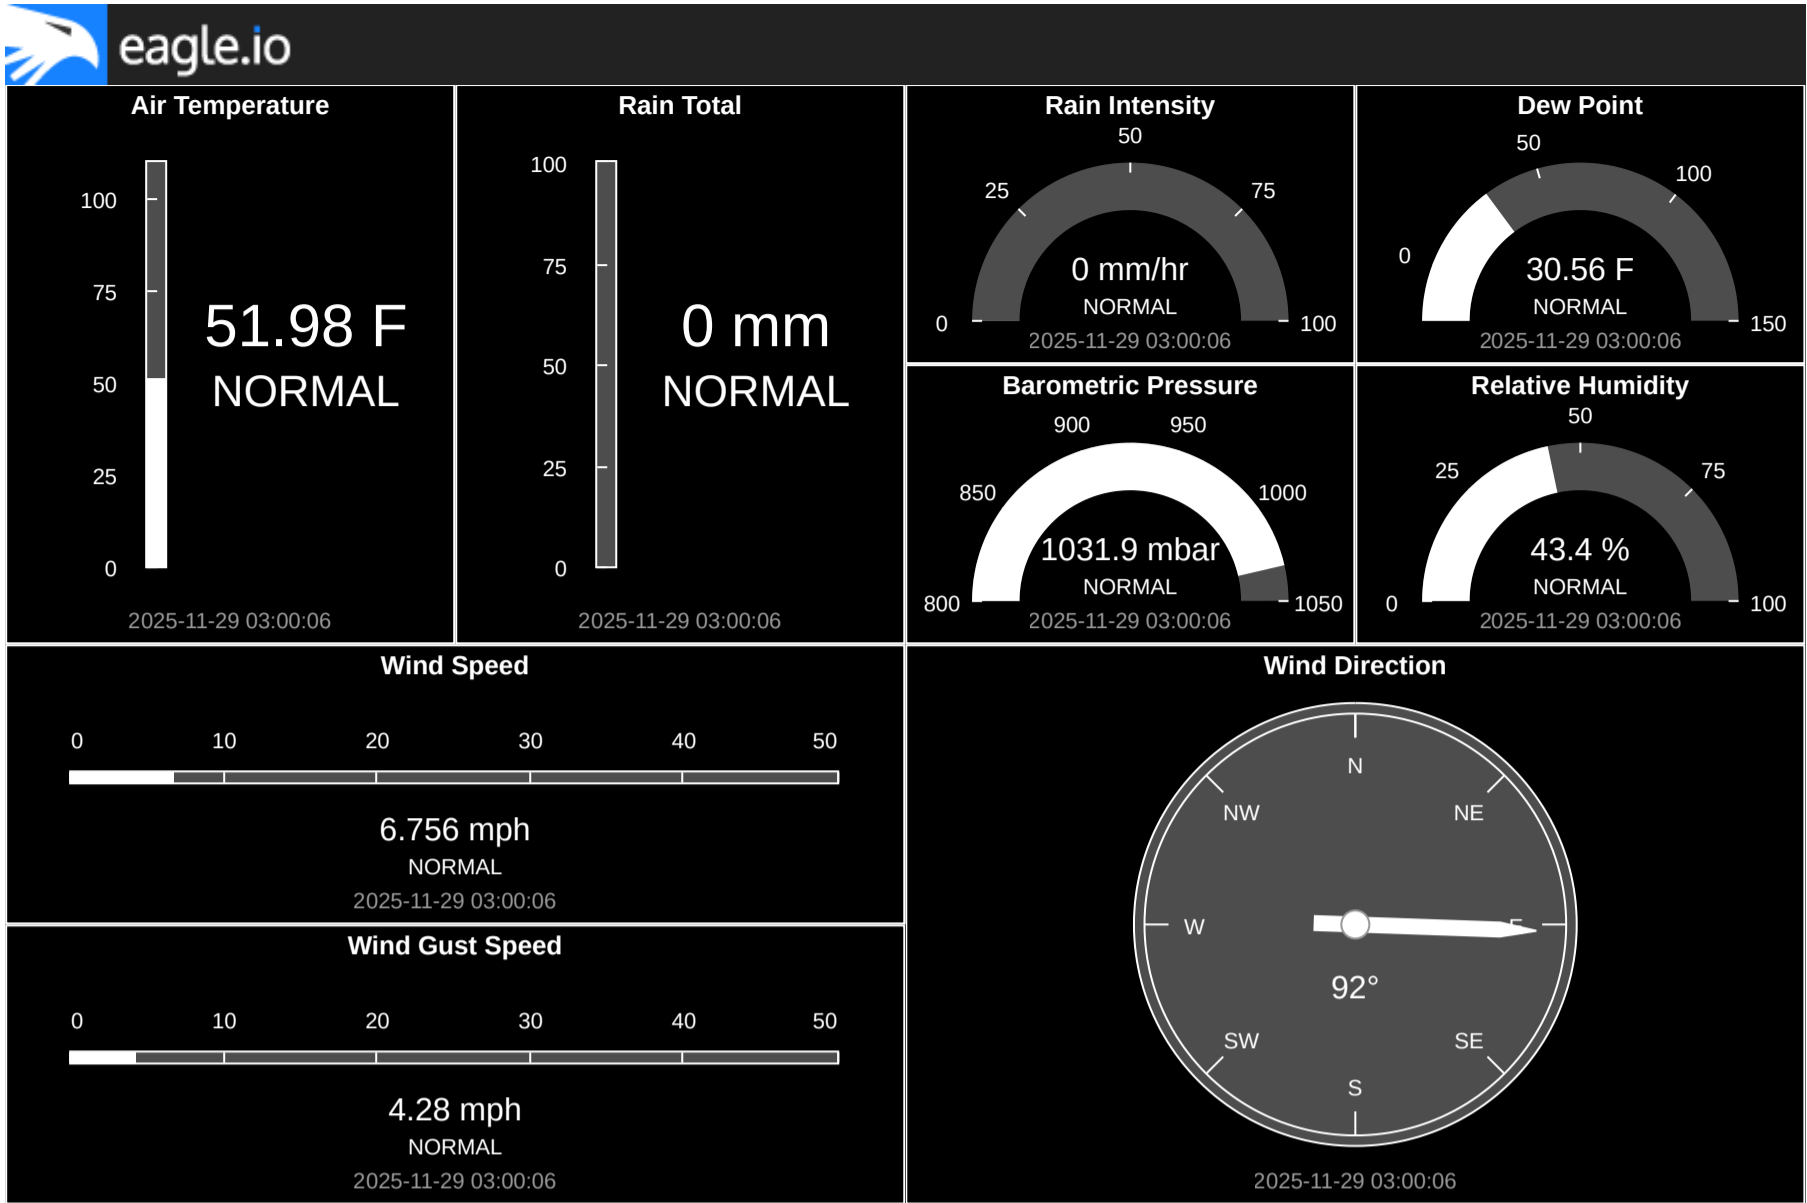 eagle.io
Air Temperature
100
75
50
25
0
51.98 F
NORMAL
2025-11-29 03:00:06
Rain Total
100
75
50
25
0
0 mm
NORMAL
2025-11-29 03:00:06
Rain Intensity
50
25
75
0
100
0 mm/hr
NORMAL
2025-11-29 03:00:06
Dew Point
50
100
0
150
30.56 F
NORMAL
2025-11-29 03:00:06
Barometric Pressure
900
950
850
1000
800
1050
1031.9 mbar
NORMAL
2025-11-29 03:00:06
Relative Humidity
50
25
75
0
100
43.4 %
NORMAL
2025-11-29 03:00:06
Wind Speed
0 10 20 30 40 50
6.756 mph
NORMAL
2025-11-29 03:00:06
Wind Gust Speed
0 10 20 30 40 50
4.28 mph
NORMAL
2025-11-29 03:00:06
Wind Direction
N
NW
NE
W
E
92°
SW
SE
S
2025-11-29 03:00:06